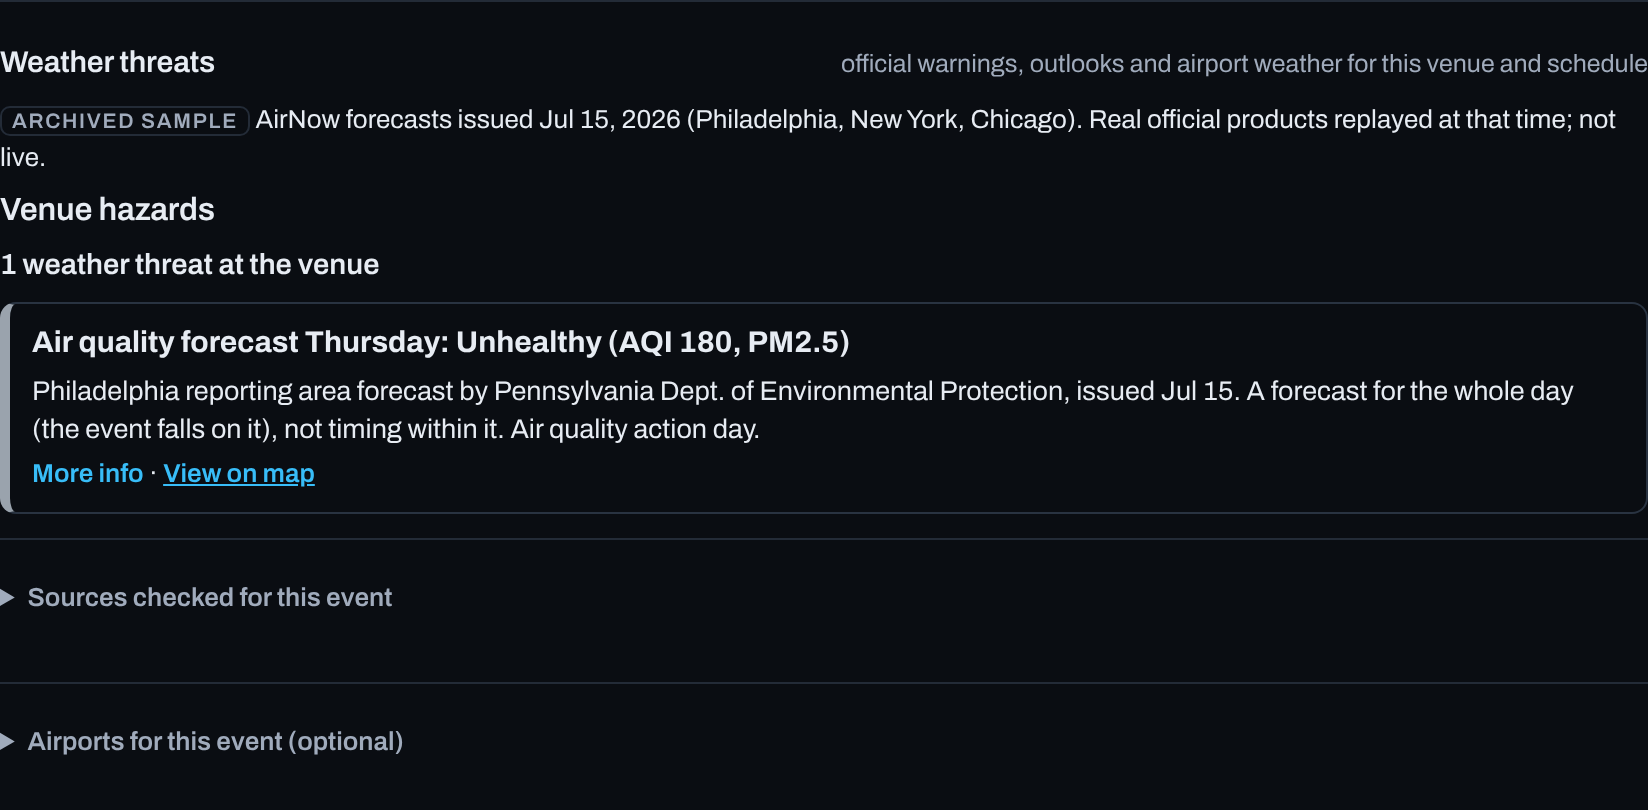 Weather threats
official warnings, outlooks and airport weather for this venue and schedule
ARCHIVED SAMPLE AirNow forecasts issued Jul 15, 2026 (Philadelphia, New York, Chicago). Real official products replayed at that time; not
live.
Venue hazards
1 weather threat at the venue
Air quality forecast Thursday: Unhealthy (AQI 180, PM2.5)
Philadelphia reporting area forecast by Pennsylvania Dept. of Environmental Protection, issued Jul 15. A forecast for the whole day
(the event falls on it), not timing within it. Air quality action day.
More info · View on map
Sources checked for this event
Airports for this event (optional)